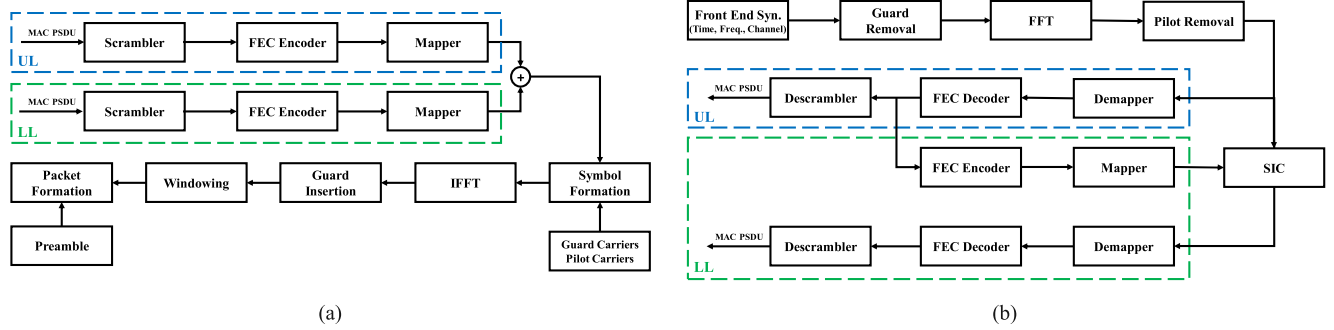 MAC PSDU
Scrambler
FEC Encoder
Mapper
UL
+
MAC PSDU
Scrambler
FEC Encoder
Mapper
LL
Packet
Formation
Windowing
Guard
Insertion
IFFT
Symbol
Formation
Preamble
Guard Carriers
Pilot Carriers
(a)
Front End Syn.
(Time, Freq., Channel)
Guard
Removal
FFT
Pilot Removal
MAC PSDU
Descrambler
FEC Decoder
Demapper
UL
FEC Encoder
Mapper
SIC
MAC PSDU
Descrambler
FEC Decoder
Demapper
LL
(b)